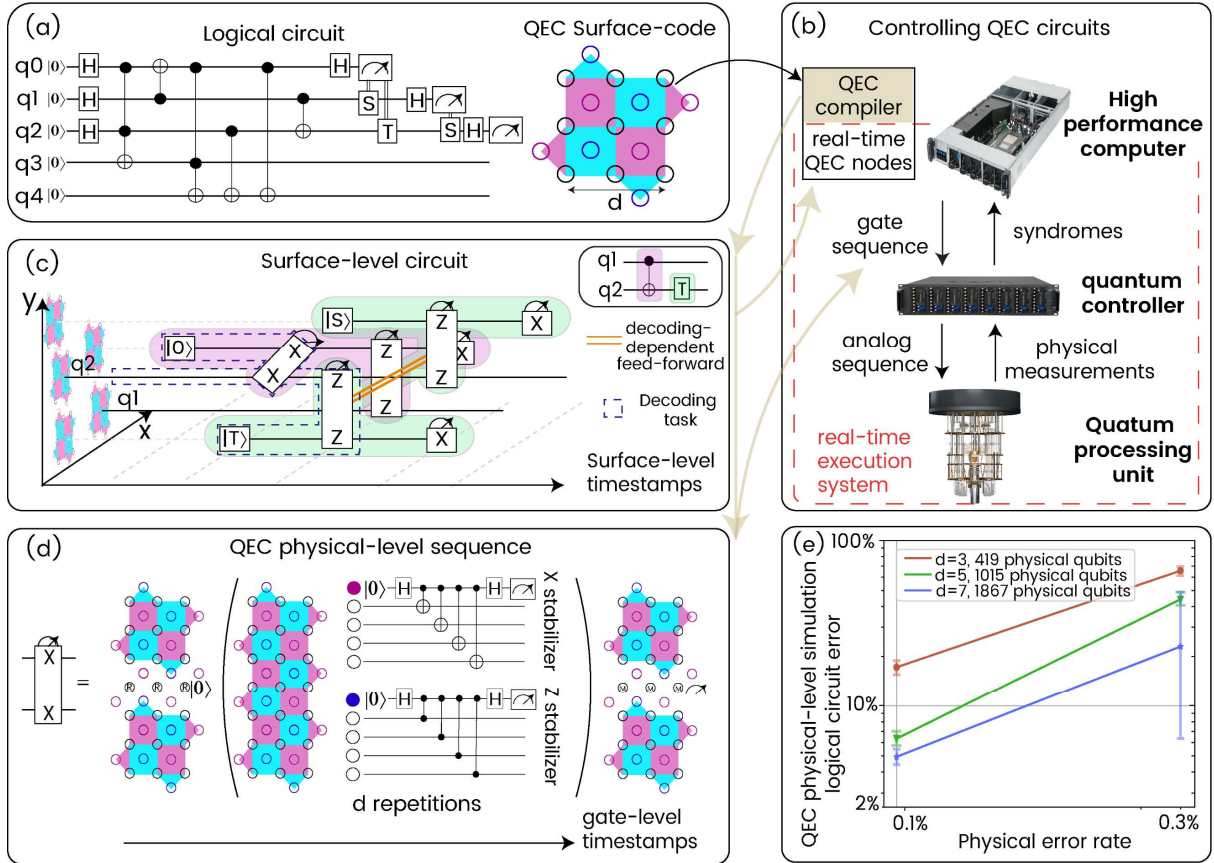 (a)
Logical circuit
q0 |0⟩ H H
q1 |0⟩ H S H
q2 |0⟩ H T S H
q3 |0⟩
q4 |0⟩
QEC Surface-code
d
(b)
Controlling QEC circuits
QEC
compiler
real-time
QEC nodes
High
performance
computer
gate
sequence
syndromes
quantum
controller
analog
sequence
physical
measurements
real-time
execution
system
Quatum
processing
unit
(c)
Surface-level circuit
q1
q2 T
y
|S⟩ Z X
|0⟩ X Z X
q2 X Z Z Z
q1
x
|T⟩ Z X
decoding-
dependent
feed-forward
Decoding
task
Surface-level
timestamps
(d)
QEC physical-level sequence
X
X
=
R R R |0⟩
|0⟩ H H
X stabilizer
|0⟩ H H
Z stabilizer
M M M
d repetitions
gate-level
timestamps
(e)
100%
10%
2%
d=3, 419 physical qubits
d=5, 1015 physical qubits
d=7, 1867 physical qubits
QEC physical-level simulation
logical circuit error
0.1%
0.3%
Physical error rate